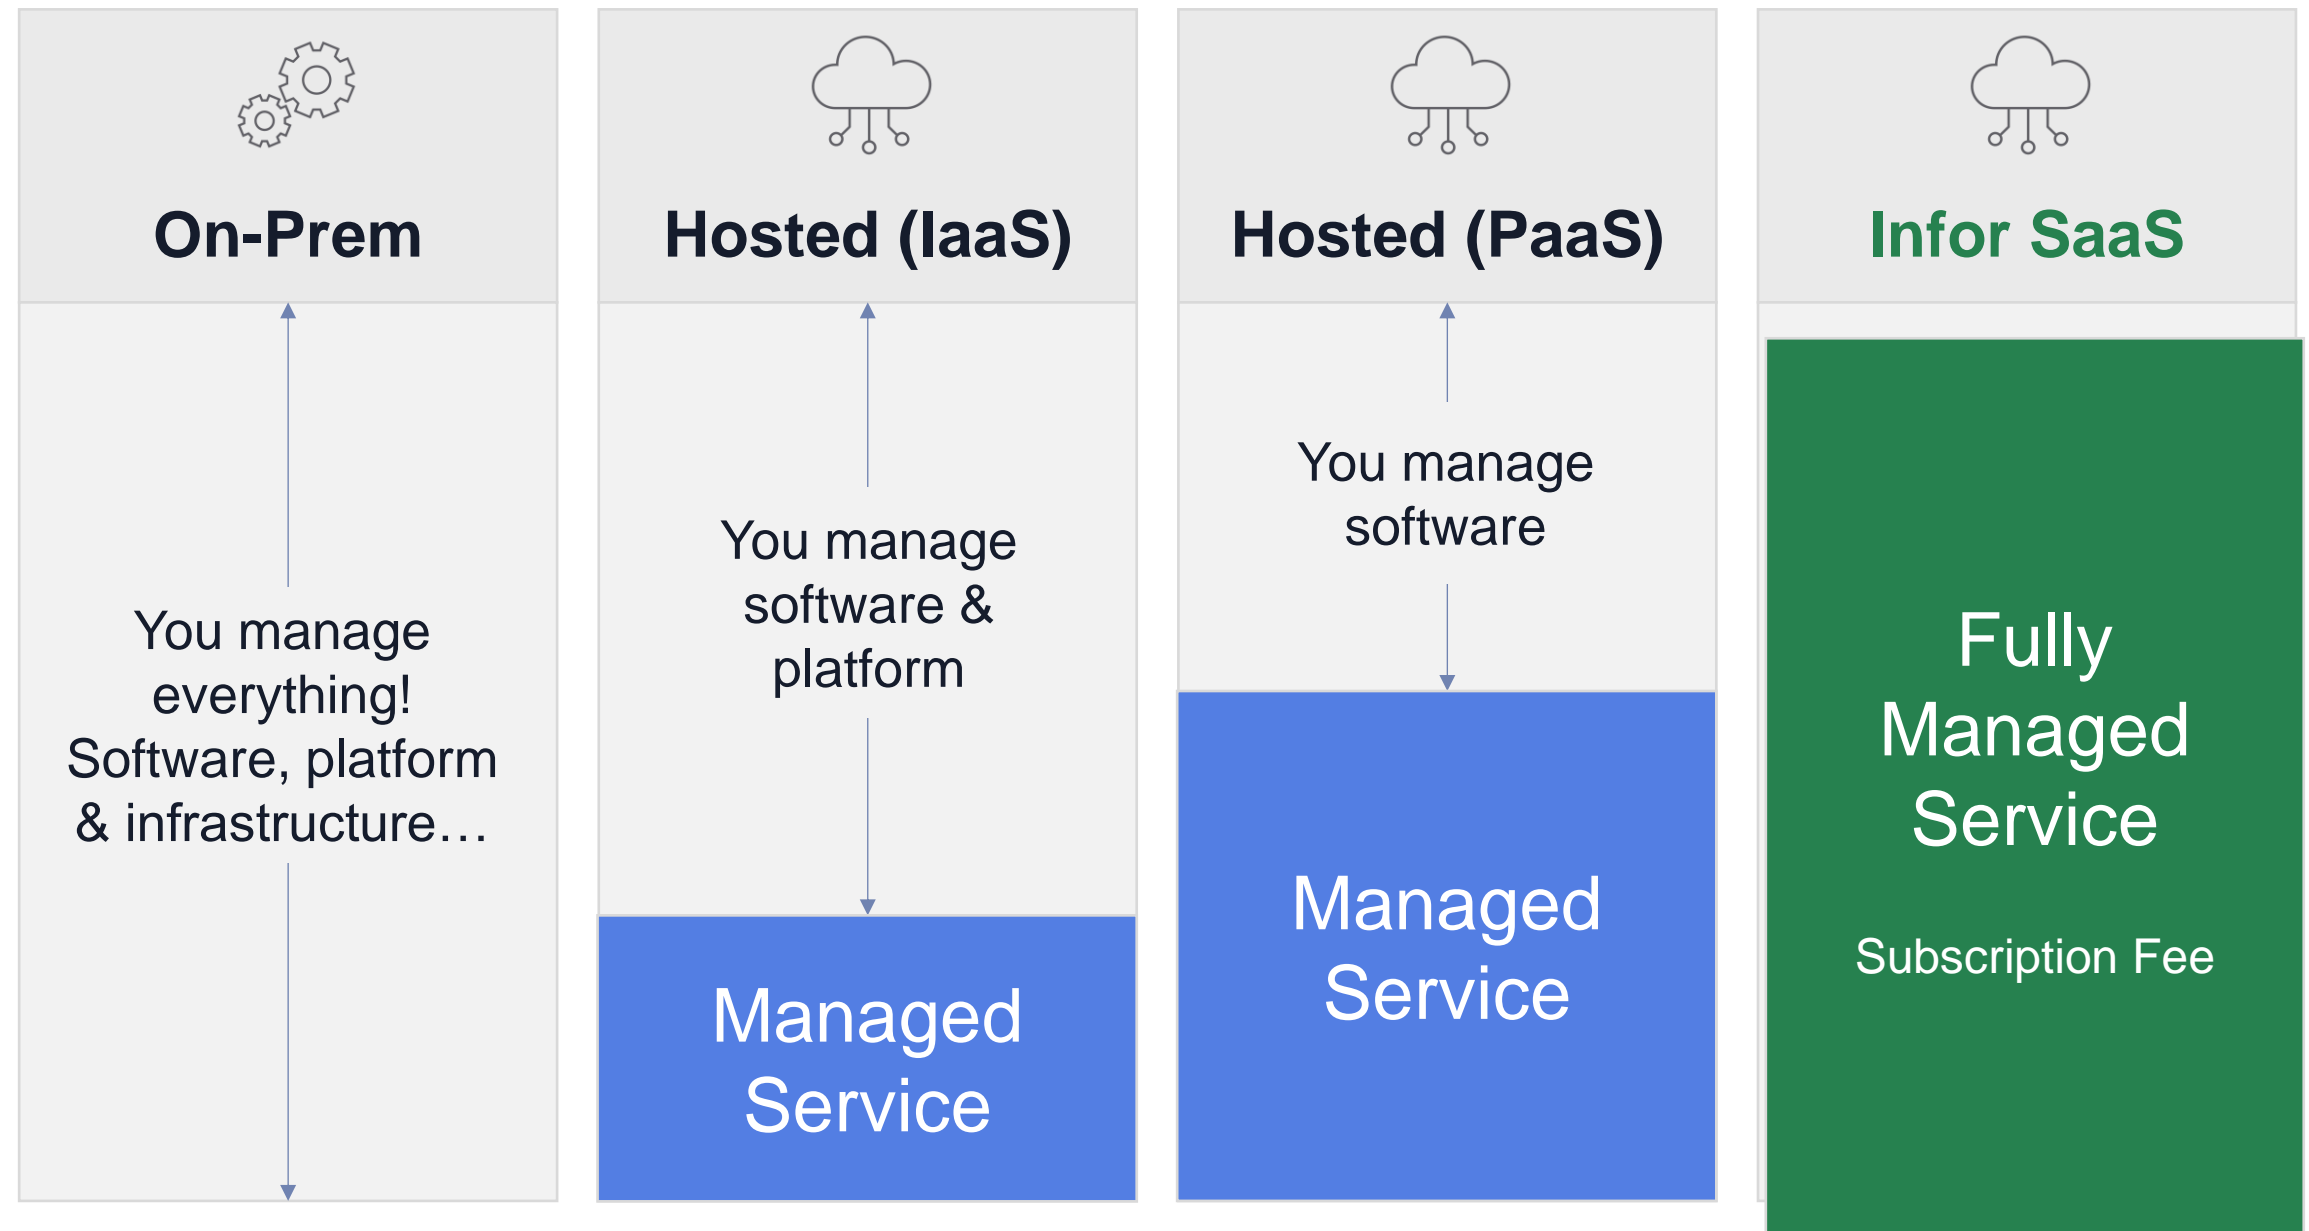 On-Prem
You manage
everything!
Software, platform
& infrastructure…
Hosted (IaaS)
You manage
software &
platform
Managed
Service
Hosted (PaaS)
You manage
software
Managed
Service
Infor SaaS
Fully
Managed
Service
Subscription Fee